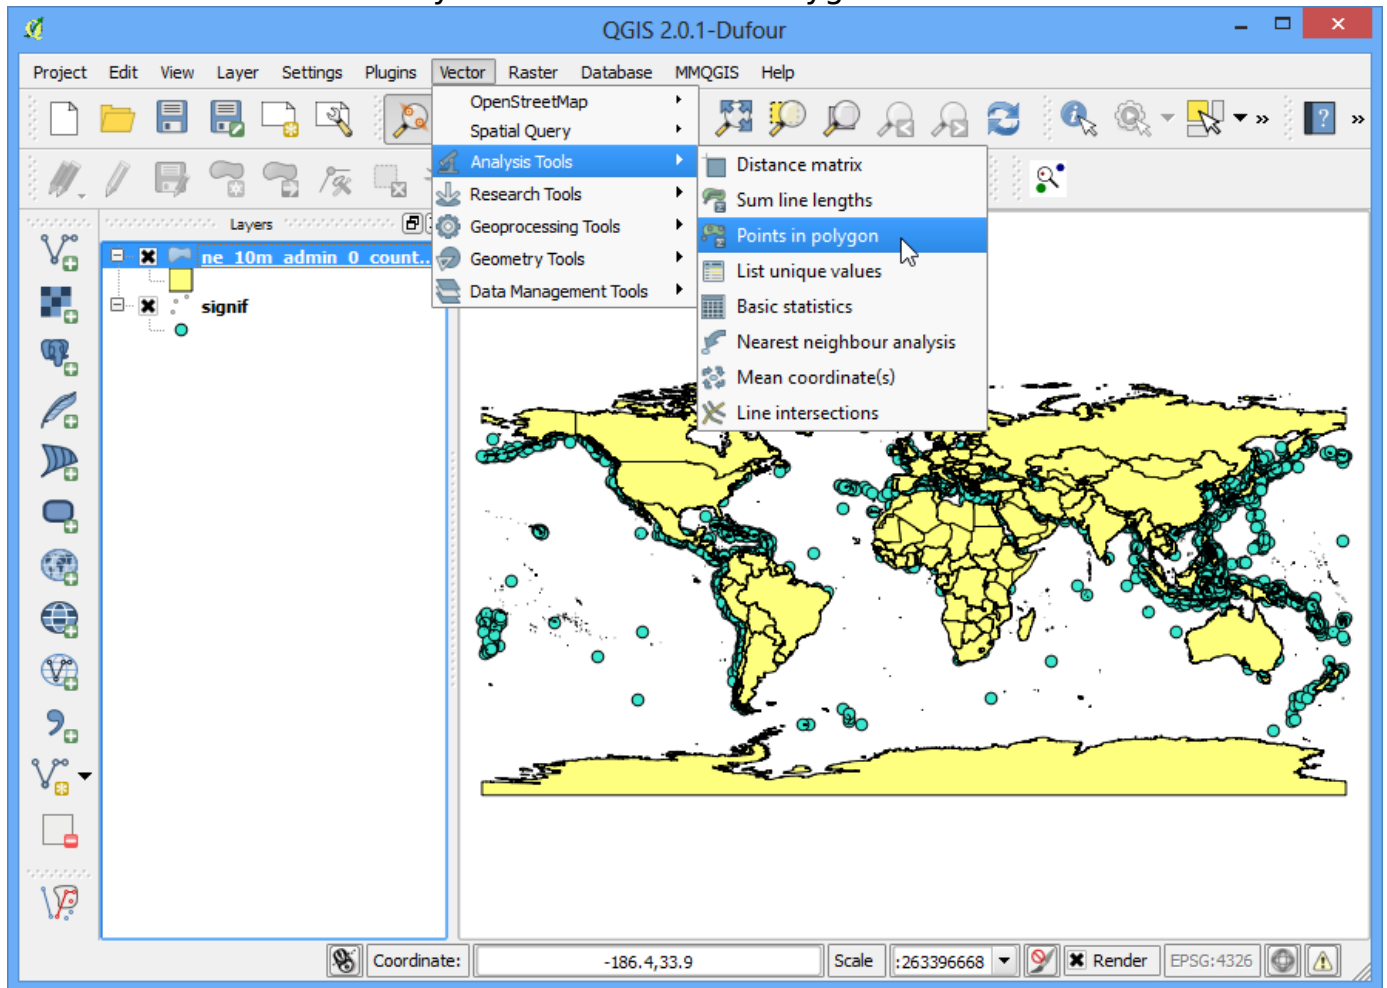 QGIS 2.0.1-Dufour
Project Edit View Layer Settings Plugins Vector Raster Database MMQGIS Help
OpenStreetMap
Spatial Query
Analysis Tools
Research Tools
Geoprocessing Tools
Geometry Tools
Data Management Tools
Distance matrix
Sum line lengths
Points in polygon
List unique values
Basic statistics
Nearest neighbour analysis
Mean coordinate(s)
Line intersections
Layers
ne_10m_admin_0_count...
signif
Coordinate: -186.4,33.9 Scale :263396668 Render EPSG:4326